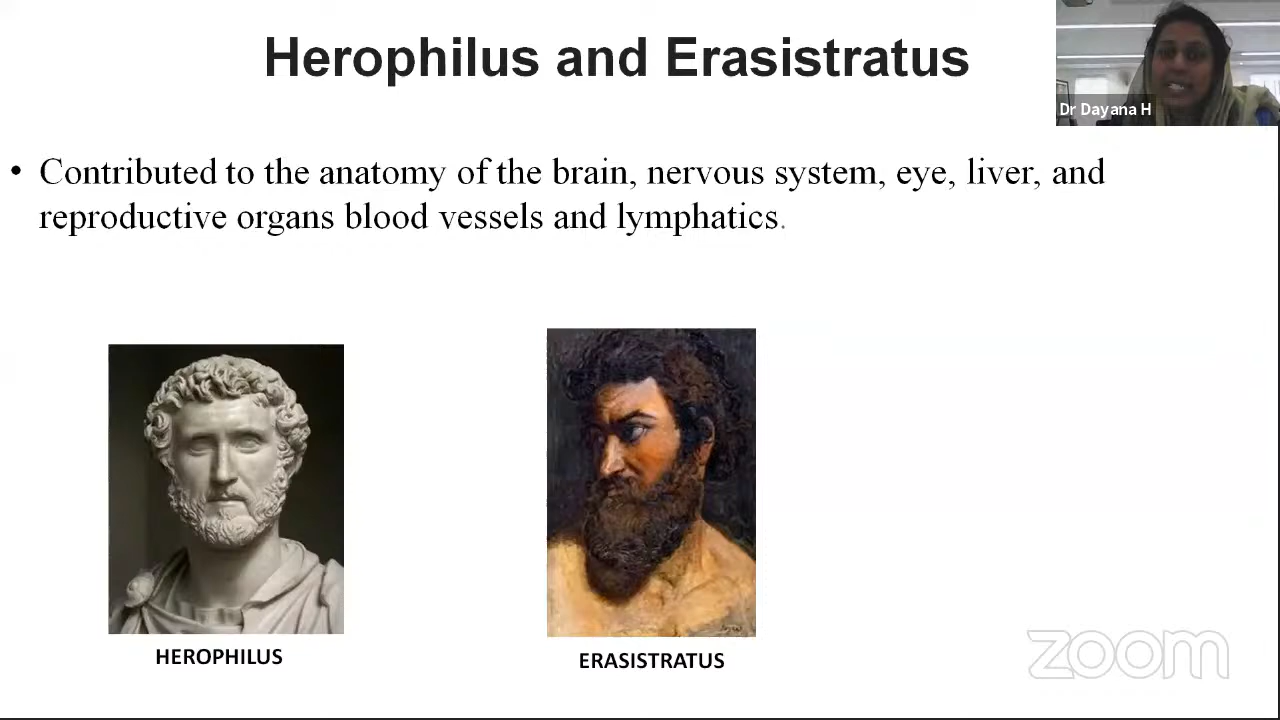 Herophilus and Erasistratus
Dr Dayana H
• Contributed to the anatomy of the brain, nervous system, eye, liver, and
reproductive organs blood vessels and lymphatics.
HEROPHILUS
ERASISTRATUS
zoom